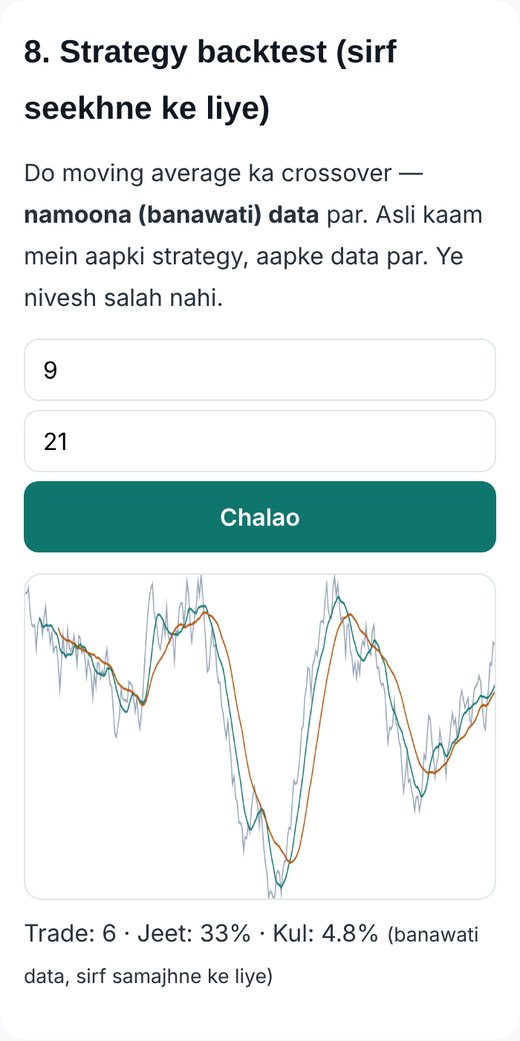 8. Strategy backtest (sirf
seekhne ke liye)
Do moving average ka crossover —
namoona (banawati) data par. Asli kaam
mein aapki strategy, aapke data par. Ye
nivesh salah nahi.
9
21
Chalao
Trade: 6 · Jeet: 33% · Kul: 4.8% (banawati
data, sirf samajhne ke liye)